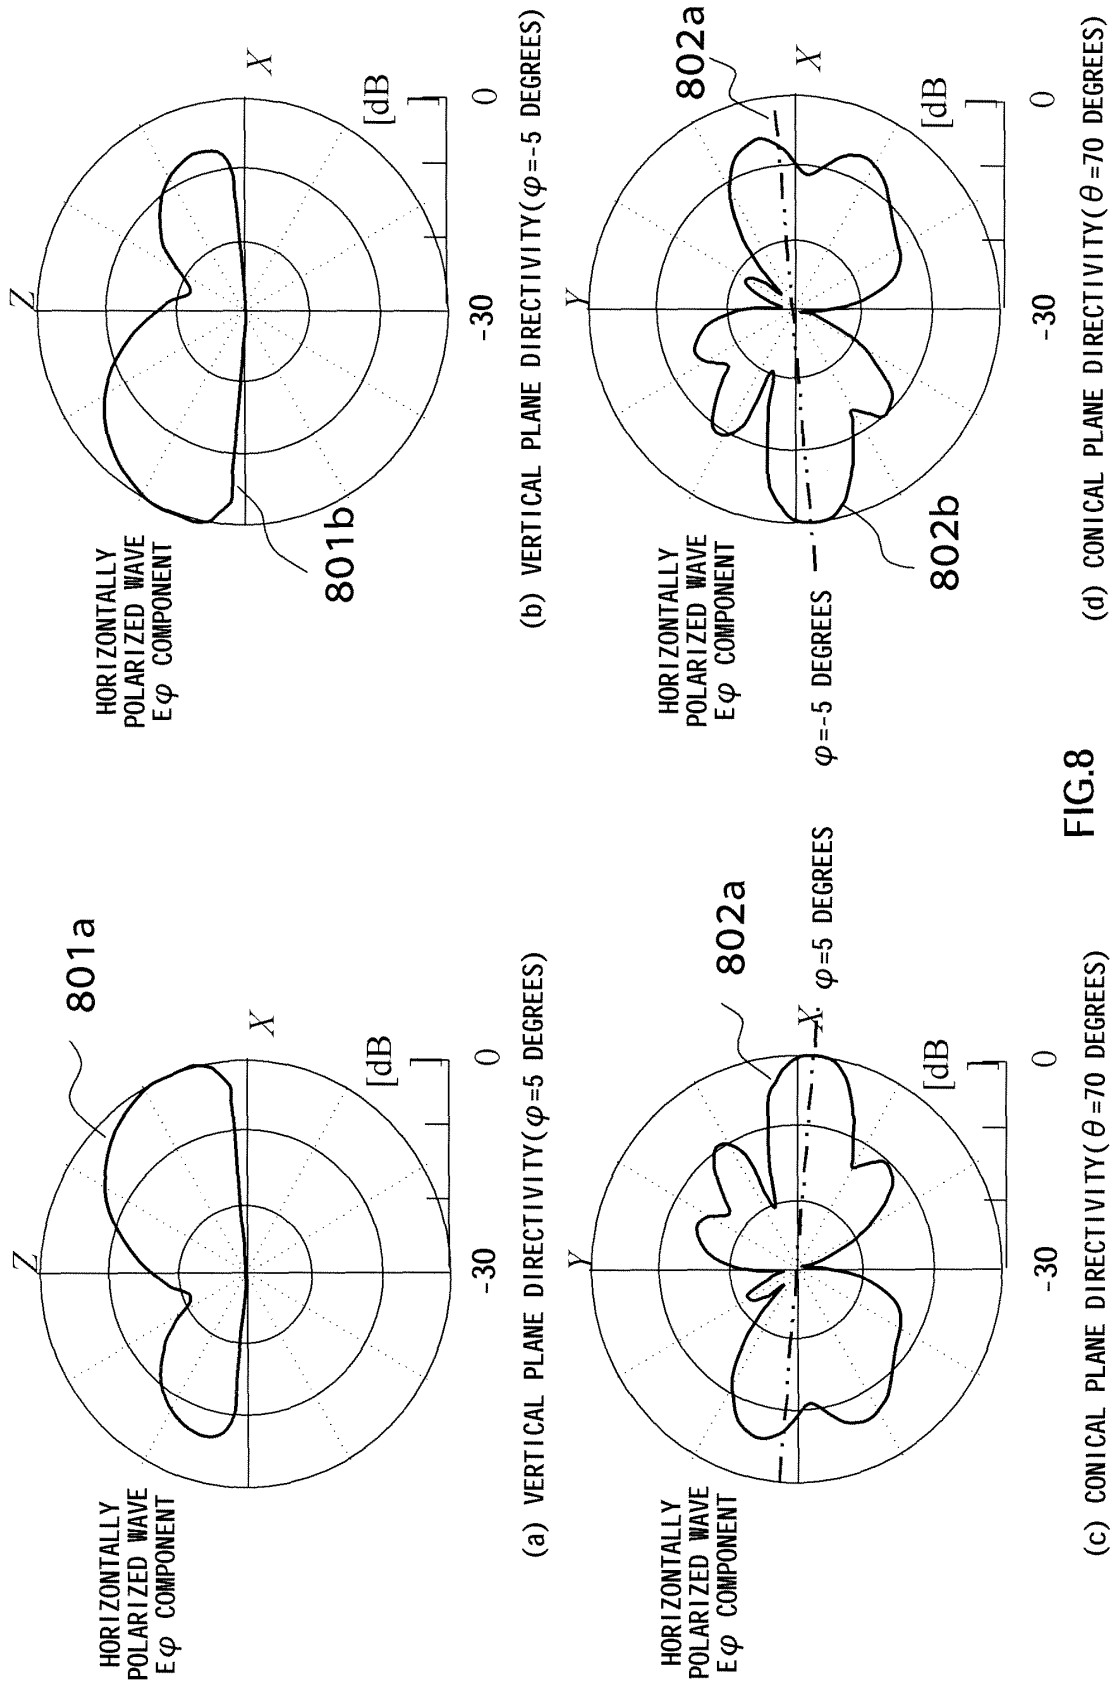 HORIZONTALLY
POLARIZED WAVE
Eφ COMPONENT
Z
801a
X
[dB
]
-30
0
(a) VERTICAL PLANE DIRECTIVITY(φ=5 DEGREES)
HORIZONTALLY
POLARIZED WAVE
Eφ COMPONENT
Z
801b
X
[dB
]
-30
0
(b) VERTICAL PLANE DIRECTIVITY(φ=-5 DEGREES)
HORIZONTALLY
POLARIZED WAVE
Eφ COMPONENT
Y
802a
X
φ=5 DEGREES
[dB
]
-30
0
(c) CONICAL PLANE DIRECTIVITY(θ=70 DEGREES)
HORIZONTALLY
POLARIZED WAVE
Eφ COMPONENT
Y
802a
X
φ=-5 DEGREES
802b
[dB
]
-30
0
(d) CONICAL PLANE DIRECTIVITY(θ=70 DEGREES)
FIG.8